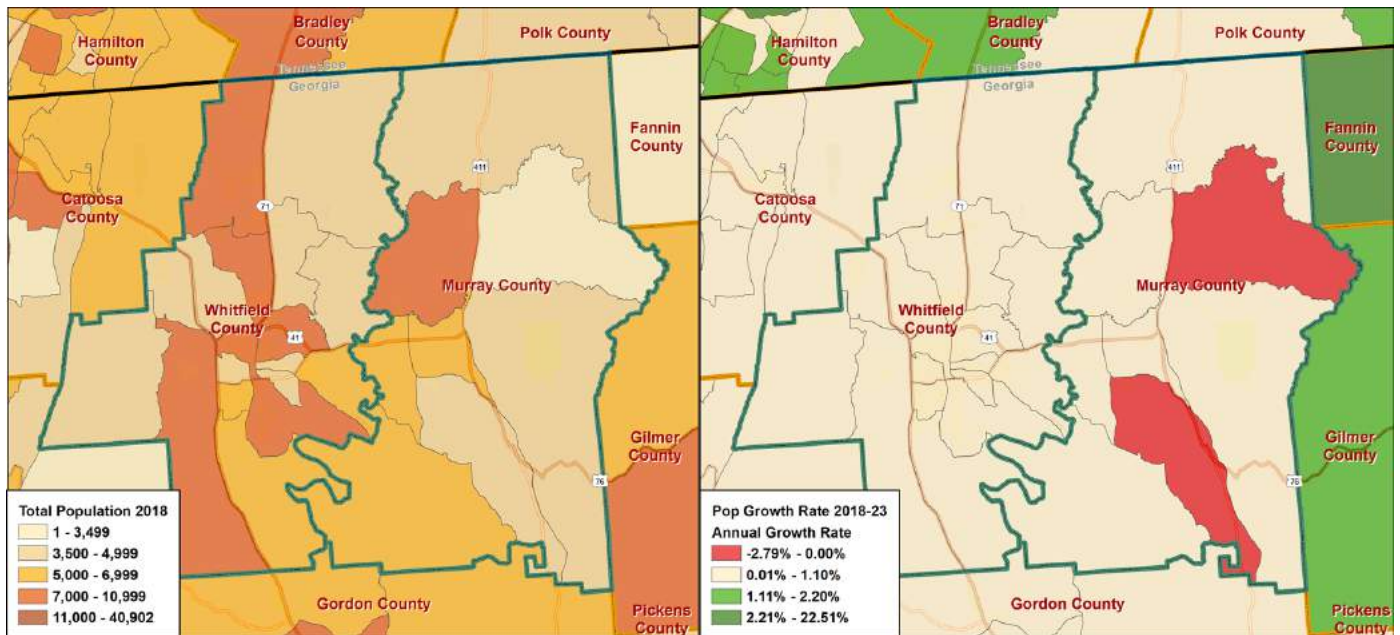 Hamilton
County
Bradley
County
Polk County
Tennessee
Georgia
Fannin
County
411
Catoosa
County
71
Murray County
Whitfield
County
41
Gilmer
County
76
Gordon County
Pickens
County
Total Population 2018
1 - 3,499
3,500 - 4,999
5,000 - 6,999
7,000 - 10,999
11,000 - 40,902
Hamilton
County
Bradley
County
Polk County
Tennessee
Georgia
Fannin
County
411
Catoosa
County
71
Murray County
Whitfield
County
41
Gilmer
County
76
Gordon County
Pickens
County
Pop Growth Rate 2018-23
Annual Growth Rate
-2.79% - 0.00%
0.01% - 1.10%
1.11% - 2.20%
2.21% - 22.51%